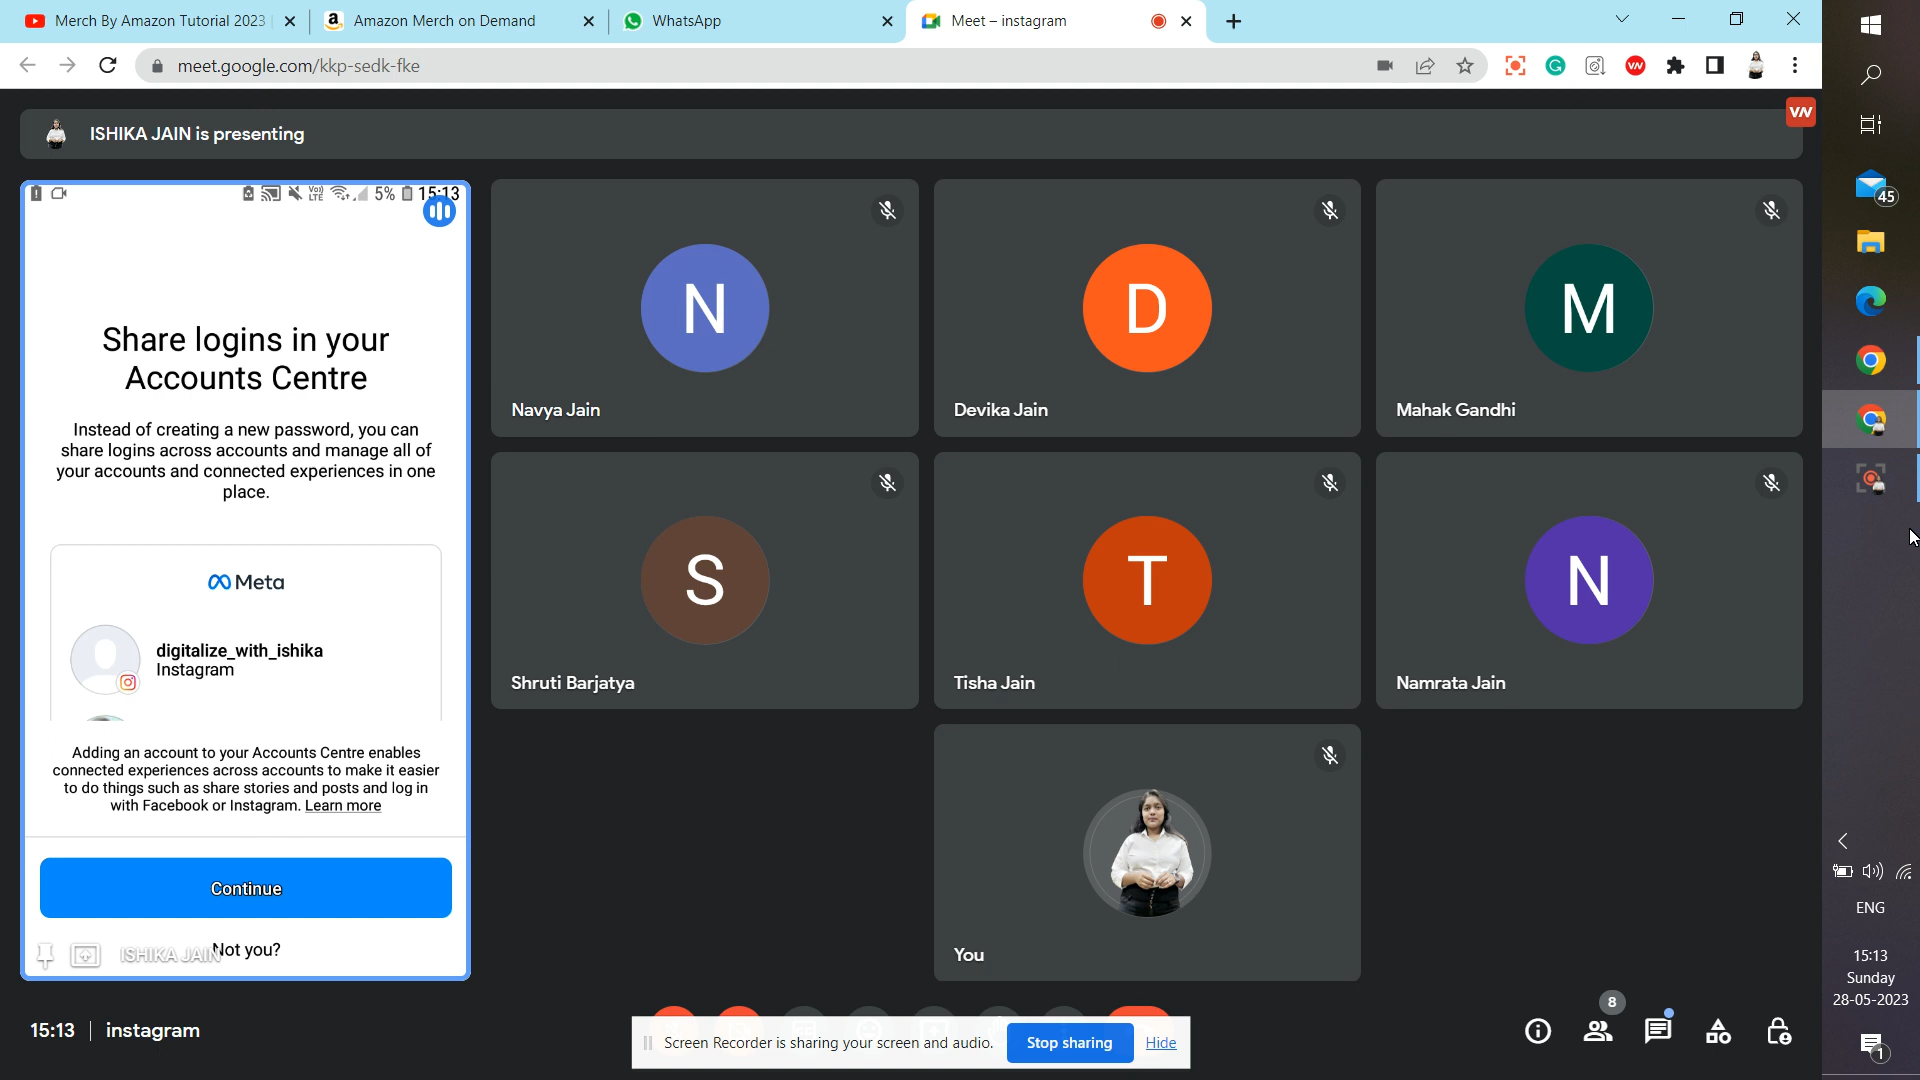 Merch By Amazon Tutorial 2023
Amazon Merch on Demand
WhatsApp
Meet – instagram
meet.google.com/kkp-sedk-fke
ISHIKA JAIN is presenting
VN
5% 15:13
Share logins in your
Accounts Centre
Instead of creating a new password, you can
share logins across accounts and manage all of
your accounts and connected experiences in one
place.
Meta
digitalize_with_ishika
Instagram
Adding an account to your Accounts Centre enables
connected experiences across accounts to make it easier
to do things such as share stories and posts and log in
with Facebook or Instagram. Learn more
Continue
Not you?
ISHIKA JAIN
N
Navya Jain
D
Devika Jain
M
Mahak Gandhi
S
Shruti Barjatya
T
Tisha Jain
N
Namrata Jain
You
15:13 | instagram
Screen Recorder is sharing your screen and audio. Stop sharing Hide
8
45
ENG
15:13
Sunday
28-05-2023
1